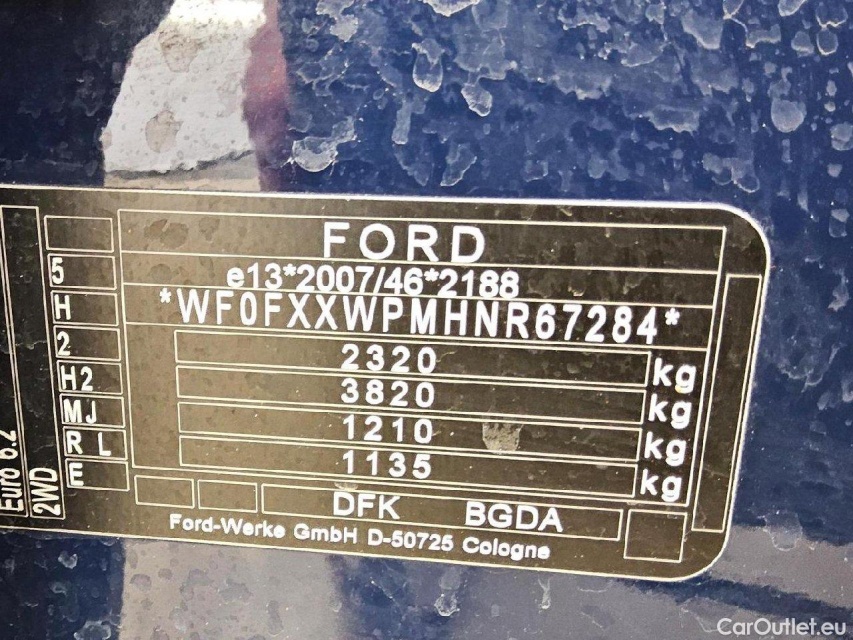 FORD
e13*2007/46*2188
*WF0FXXWPMHNR67284*
2320 kg
3820 kg
1210 kg
1135 kg
5
H
2
H2
MJ
R L
E
DFK BGDA
Ford-Werke GmbH D-50725 Cologne
Euro 6.2
2WD
CarOutlet.eu